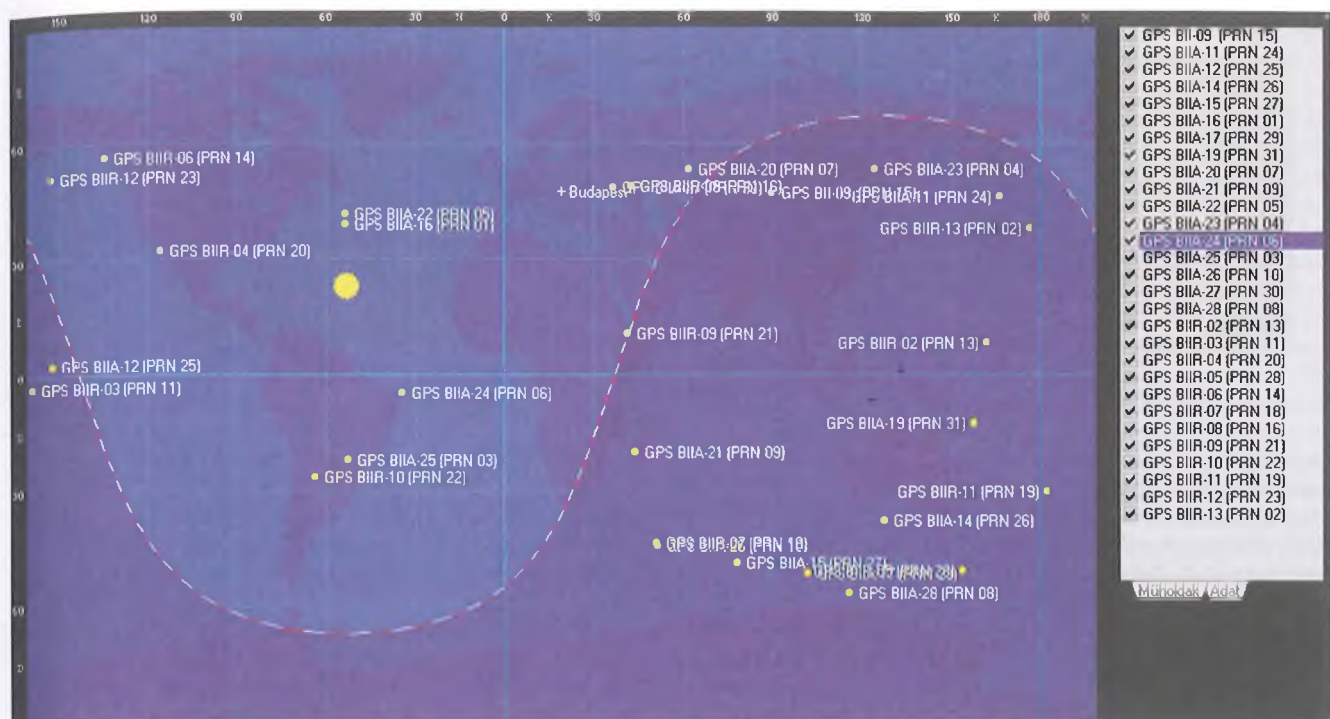 150 120 90 60 N 0 K 30 60 90 120 150 K 180
60
30
0
30
60
GPS BIIR-06 (PRN 14)
GPS BIIR-12 (PRN 23)
GPS BIIA-20 (PRN 07)
GPS BIIA-23 (PRN 04)
+ Budapest
GPS BIIA-11 (PRN 24)
GPS BIIA-22 (PRN 05)
GPS BIIA-16 (PRN 01)
GPS BIIR-13 (PRN 02)
GPS BIIR-04 (PRN 20)
GPS BIIR-09 (PRN 21)
GPS BIIR-02 (PRN 13)
GPS BIIA-12 (PRN 25)
GPS BIIR-03 (PRN 11)
GPS BIIA-24 (PRN 06)
GPS BIIA-19 (PRN 31)
GPS BIIA-21 (PRN 09)
GPS BIIA-25 (PRN 03)
GPS BIIR-10 (PRN 22)
GPS BIIR-11 (PRN 19)
GPS BIIA-14 (PRN 26)
GPS BIIA-28 (PRN 08)
GPS BII-09 (PRN 15)
GPS BIIA-11 (PRN 24)
GPS BIIA-12 (PRN 25)
GPS BIIA-14 (PRN 26)
GPS BIIA-15 (PRN 27)
GPS BIIA-16 (PRN 01)
GPS BIIA-17 (PRN 29)
GPS BIIA-19 (PRN 31)
GPS BIIA-20 (PRN 07)
GPS BIIA-21 (PRN 09)
GPS BIIA-22 (PRN 05)
GPS BIIA-23 (PRN 04)
GPS BIIA-24 (PRN 06)
GPS BIIA-25 (PRN 03)
GPS BIIA-26 (PRN 10)
GPS BIIA-27 (PRN 30)
GPS BIIA-28 (PRN 08)
GPS BIIR-02 (PRN 13)
GPS BIIR-03 (PRN 11)
GPS BIIR-04 (PRN 20)
GPS BIIR-05 (PRN 28)
GPS BIIR-06 (PRN 14)
GPS BIIR-07 (PRN 18)
GPS BIIR-08 (PRN 16)
GPS BIIR-09 (PRN 21)
GPS BIIR-10 (PRN 22)
GPS BIIR-11 (PRN 19)
GPS BIIR-12 (PRN 23)
GPS BIIR-13 (PRN 02)
Műholdak Adat